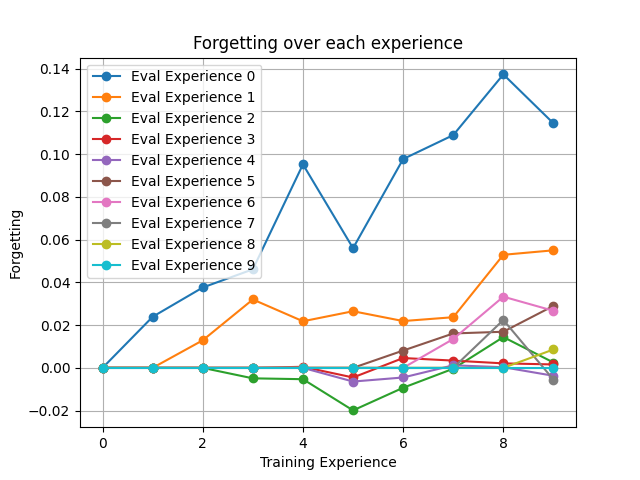 Forgetting over each experience
0.14
0.12
0.10
0.08
0.06
0.04
0.02
0.00
−0.02
Forgetting
Eval Experience 0
Eval Experience 1
Eval Experience 2
Eval Experience 3
Eval Experience 4
Eval Experience 5
Eval Experience 6
Eval Experience 7
Eval Experience 8
Eval Experience 9
0 2 4 6 8
Training Experience